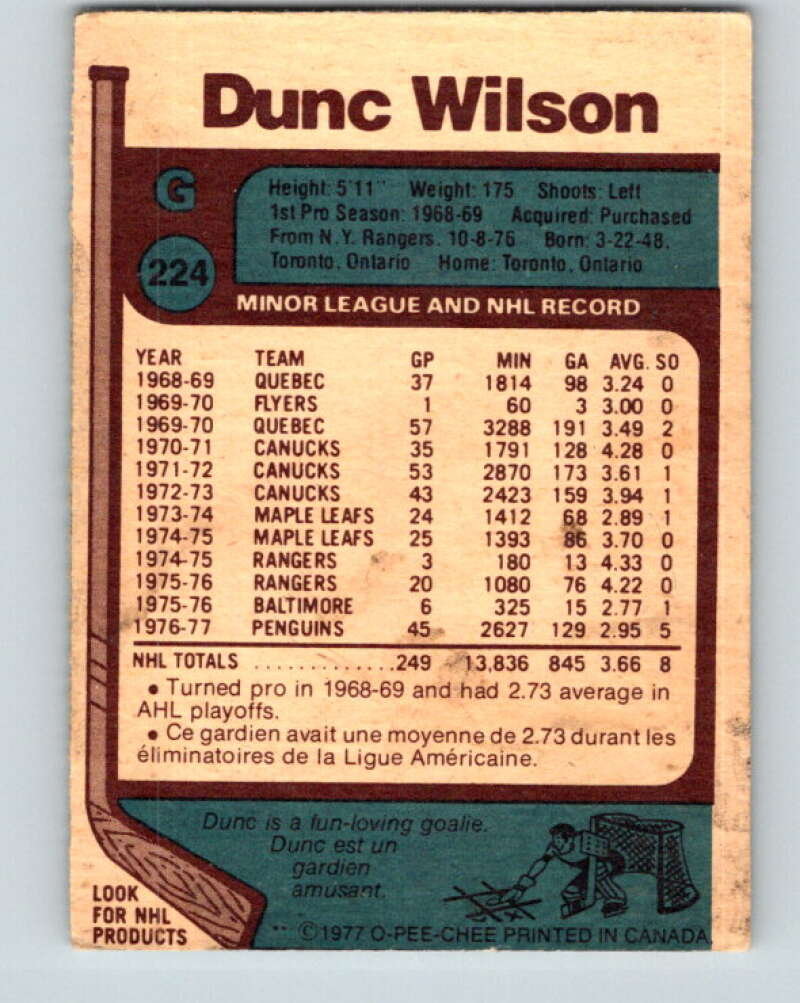 Dunc Wilson
G
Height: 5'11" Weight: 175 Shoots: Left
1st Pro Season: 1968-69 Acquired: Purchased
From N.Y. Rangers. 10-8-76 Born: 3-22-48,
Toronto, Ontario Home: Toronto, Ontario
224
MINOR LEAGUE AND NHL RECORD
YEAR TEAM GP MIN GA AVG. SO
1968-69 QUEBEC 37 1814 98 3.24 0
1969-70 FLYERS 1 60 3 3.00 0
1969-70 QUEBEC 57 3288 191 3.49 2
1970-71 CANUCKS 35 1791 128 4.28 0
1971-72 CANUCKS 53 2870 173 3.61 1
1972-73 CANUCKS 43 2423 159 3.94 1
1973-74 MAPLE LEAFS 24 1412 68 2.89 1
1974-75 MAPLE LEAFS 25 1393 86 3.70 0
1974-75 RANGERS 3 180 13 4.33 0
1975-76 RANGERS 20 1080 76 4.22 0
1975-76 BALTIMORE 6 325 15 2.77 1
1976-77 PENGUINS 45 2627 129 2.95 5
NHL TOTALS ..............249 13,836 845 3.66 8
• Turned pro in 1968-69 and had 2.73 average in
AHL playoffs.
• Ce gardien avait une moyenne de 2.73 durant les
éliminatoires de la Ligue Américaine.
Dunc is a fun-loving goalie.
Dunc est un
gardien
amusant.
LOOK
FOR NHL
PRODUCTS
** ©1977 O-PEE-CHEE PRINTED IN CANADA